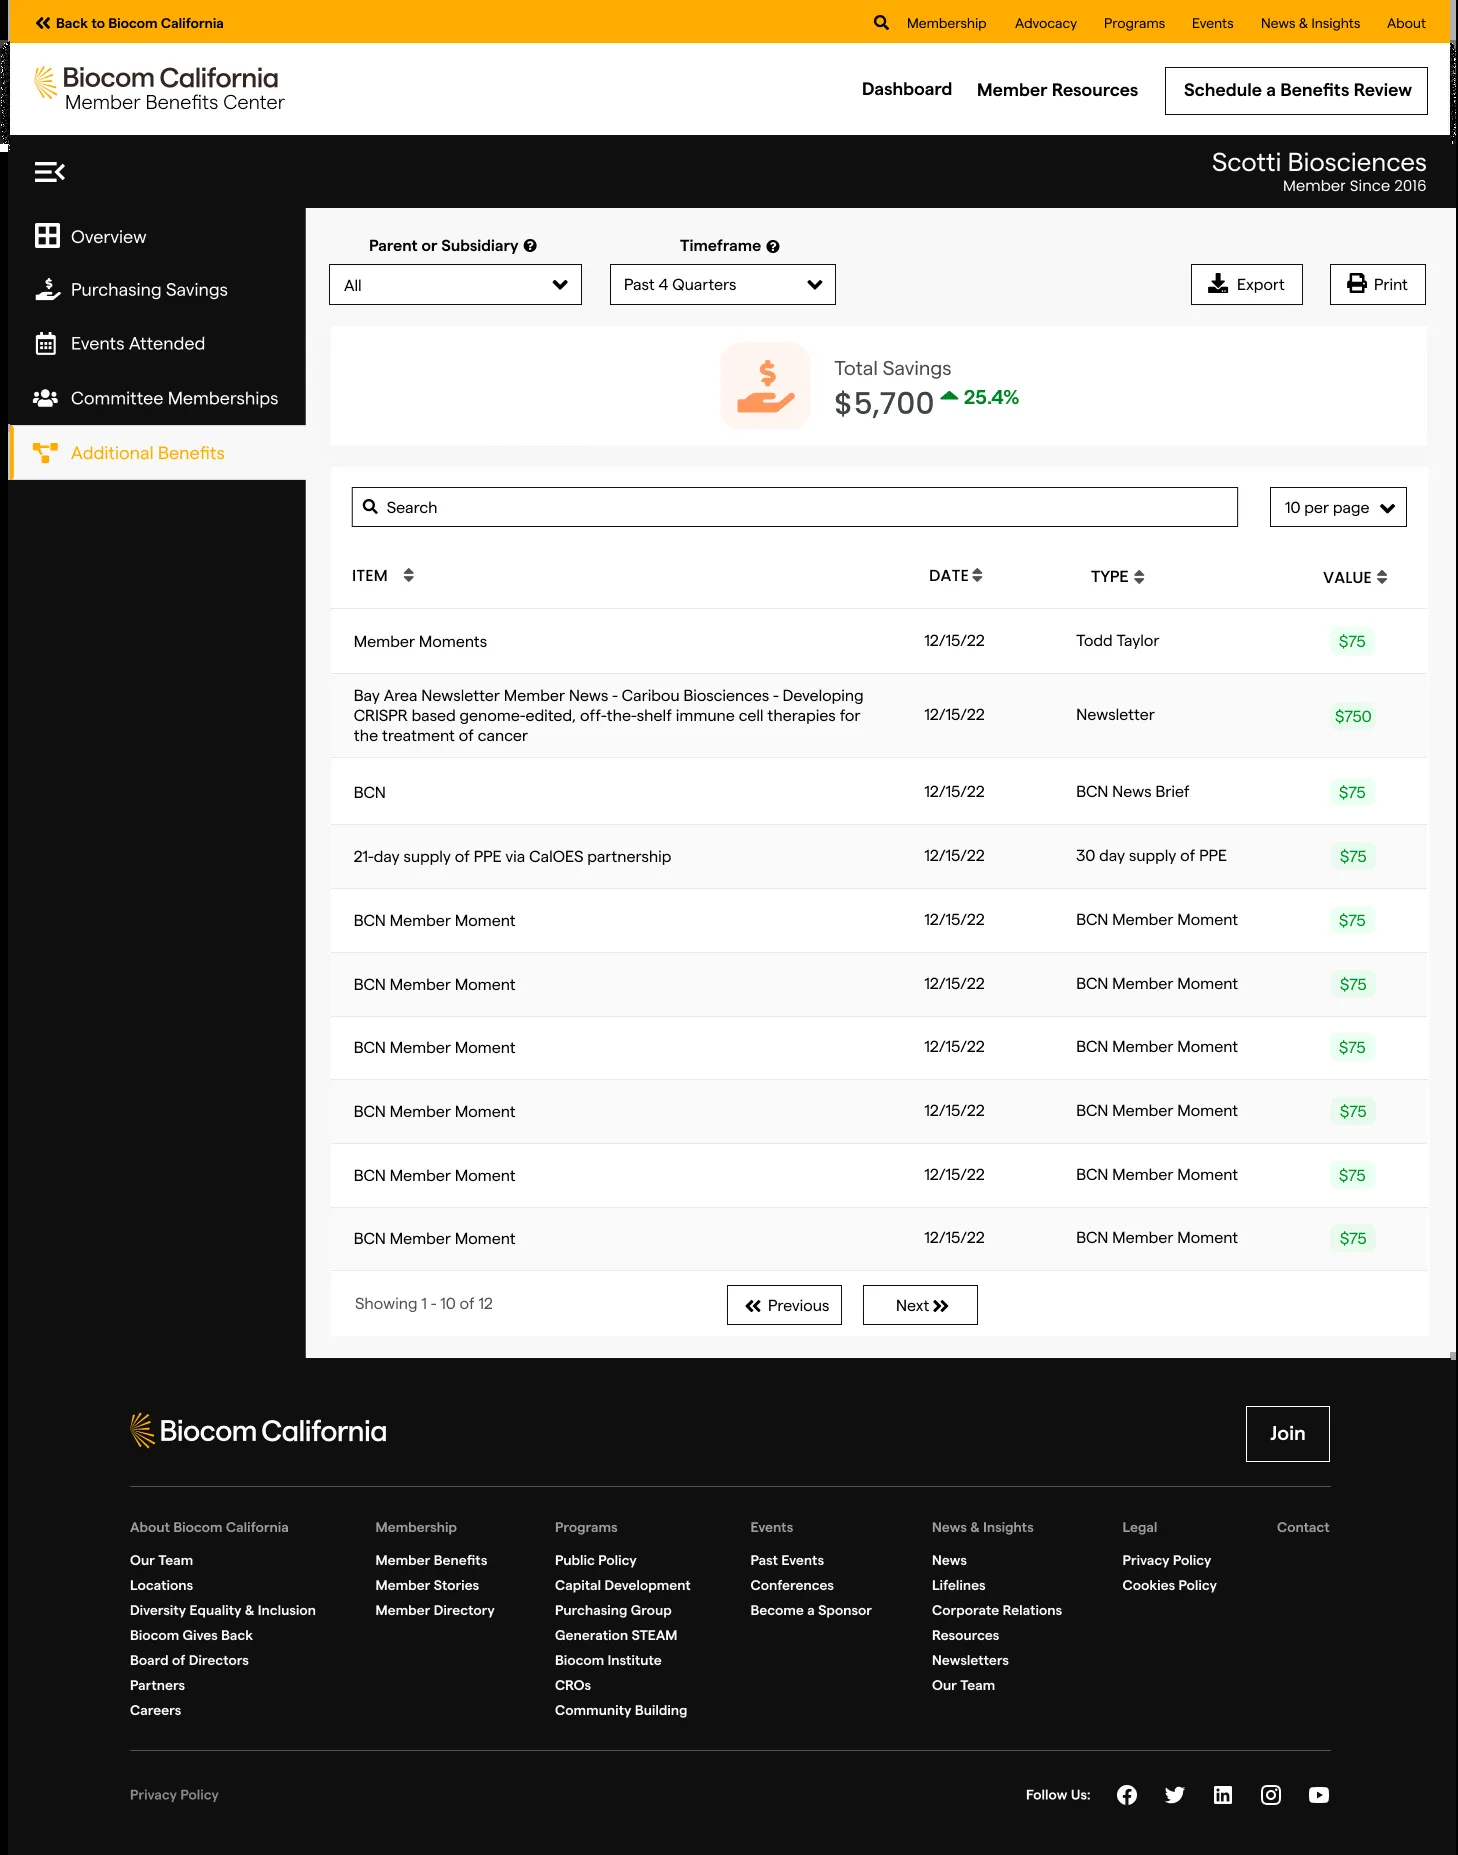 Back to Biocom California
Membership Advocacy Programs Events News & Insights About
Biocom California
Member Benefits Center
Dashboard Member Resources Schedule a Benefits Review
Scotti Biosciences
Member Since 2016
Overview
Purchasing Savings
Events Attended
Committee Memberships
Additional Benefits
Parent or Subsidiary ? Timeframe ?
All Past 4 Quarters Export Print
Total Savings
$5,700 25.4%
Search 10 per page
ITEM DATE TYPE VALUE
Member Moments 12/15/22 Todd Taylor $75
Bay Area Newsletter Member News - Caribou Biosciences - Developing
CRISPR based genome-edited, off-the-shelf immune cell therapies for
the treatment of cancer
12/15/22 Newsletter $750
BCN 12/15/22 BCN News Brief $75
21-day supply of PPE via CalOES partnership 12/15/22 30 day supply of PPE $75
BCN Member Moment 12/15/22 BCN Member Moment $75
BCN Member Moment 12/15/22 BCN Member Moment $75
BCN Member Moment 12/15/22 BCN Member Moment $75
BCN Member Moment 12/15/22 BCN Member Moment $75
BCN Member Moment 12/15/22 BCN Member Moment $75
BCN Member Moment 12/15/22 BCN Member Moment $75
Showing 1 - 10 of 12 Previous Next
Biocom California
Join
About Biocom California
Our Team
Locations
Diversity Equality & Inclusion
Biocom Gives Back
Board of Directors
Partners
Careers
Membership
Member Benefits
Member Stories
Member Directory
Programs
Public Policy
Capital Development
Purchasing Group
Generation STEAM
Biocom Institute
CROs
Community Building
Events
Past Events
Conferences
Become a Sponsor
News & Insights
News
Lifelines
Corporate Relations
Resources
Newsletters
Our Team
Legal
Privacy Policy
Cookies Policy
Contact
Privacy Policy
Follow Us: